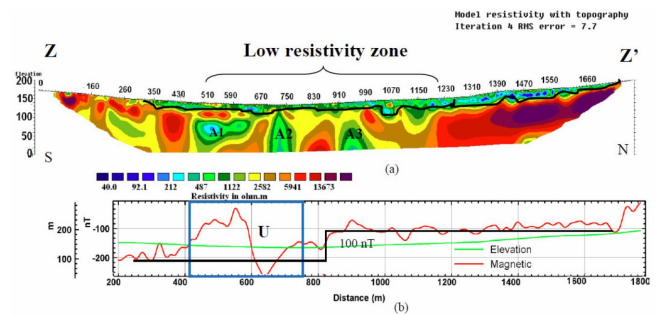 Model resistivity with topography
Iteration 4 RMS error = 7.7
Z Low resistivity zone Z'
Elevation
0 160 260 350 430 510 590 670 750 830 910 990 1070 1150 1230 1310 1390 1470 1550 1660
200
150
100
50
0
A1 A2 A3
S (a) N
40.0 92.1 212 487 1122 2582 5941 13673
Resistivity in ohm.m
m nT
200
100
-100
-200
U
100 nT
Elevation
Magnetic
200 400 600 800 1000 1200 1400 1600 1800
Distance (m)
(b)